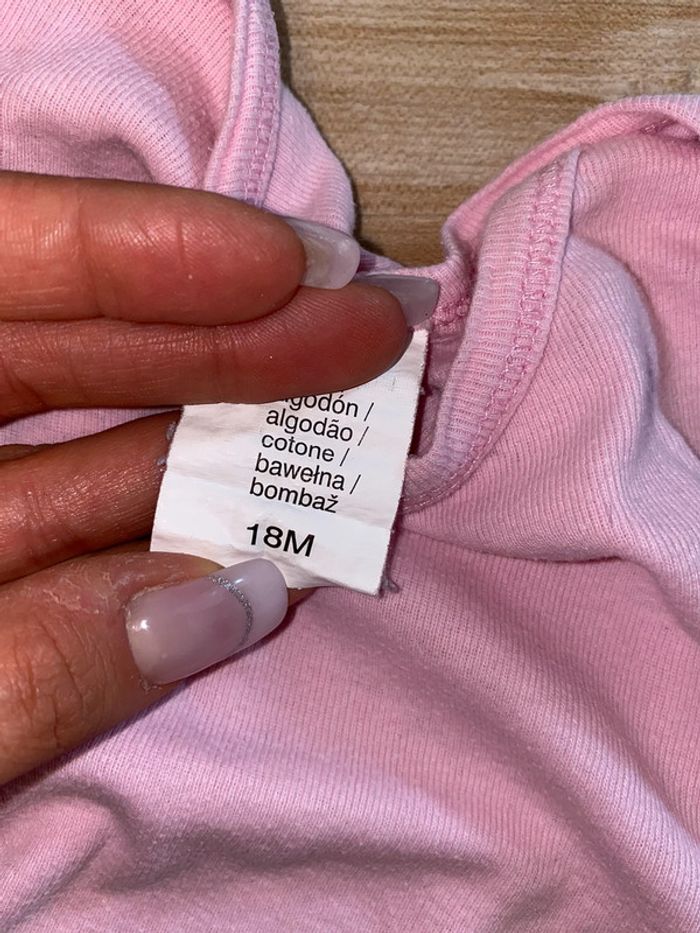 algodón /
algodão /
cotone /
bawełna /
bombaž
18M